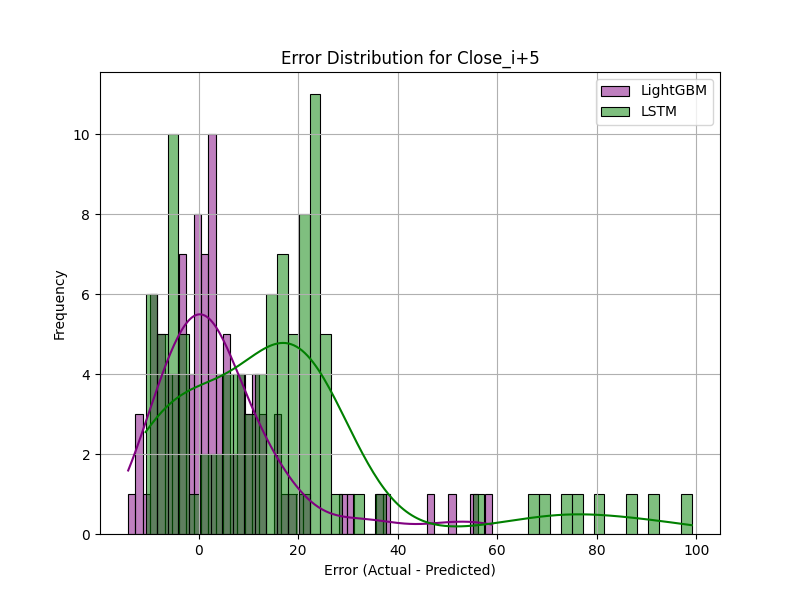 Error Distribution for Close_i+5
LightGBM
LSTM
Frequency
10
8
6
4
2
0
0 20 40 60 80 100
Error (Actual - Predicted)